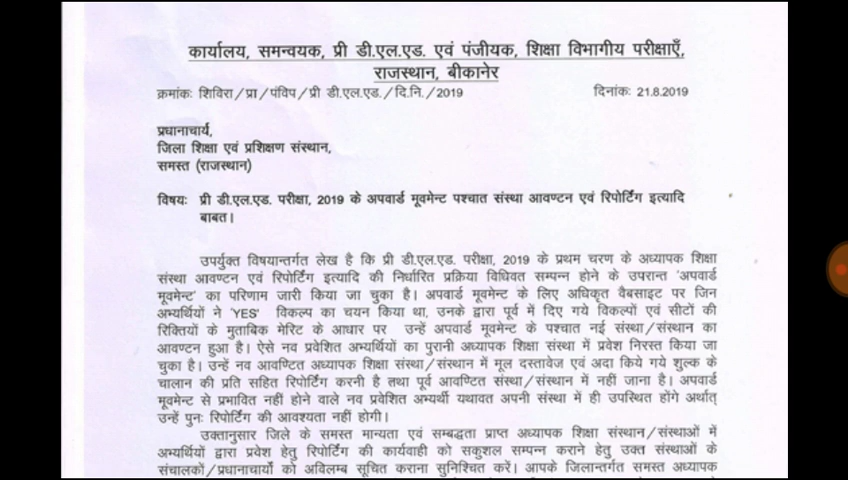 कार्यालय, समन्वयक, प्री डी.एल.एड. एवं पंजीयक, शिक्षा विभागीय परीक्षाएँ,
राजस्थान, बीकानेर
क्रमांकः शिविरा/प्रा/पंविप/प्री डी.एल.एड./दि.नि./2019 दिनांकः 21.8.2019
प्रधानाचार्य,
जिला शिक्षा एवं प्रशिक्षण संस्थान,
समस्त (राजस्थान)
विषयः प्री डी.एल.एड. परीक्षा, 2019 के अपवार्ड मूवमेन्ट पश्चात संस्था आवण्टन एवं रिपोर्टिंग इत्यादि
बाबत।
उपर्युक्त विषयान्तर्गत लेख है कि प्री डी.एल.एड. परीक्षा, 2019 के प्रथम चरण के अध्यापक शिक्षा
संस्था आवण्टन एवं रिपोर्टिंग इत्यादि की निर्धारित प्रक्रिया विधिवत सम्पन्न होने के उपरान्त 'अपवार्ड
मूवमेन्ट' का परिणाम जारी किया जा चुका है। अपवार्ड मूवमेन्ट के लिए अधिकृत वैबसाइट पर जिन
अभ्यर्थियों ने 'YES' विकल्प का चयन किया था, उनके द्वारा पूर्व में दिए गये विकल्पों एवं सीटों की
रिक्तियों के मुताबिक मेरिट के आधार पर उन्हें अपवार्ड मूवमेन्ट के पश्चात नई संस्था/संस्थान का
आवण्टन हुआ है। ऐसे नव प्रवेशित अभ्यर्थियों का पुरानी अध्यापक शिक्षा संस्था में प्रवेश निरस्त किया जा
चुका है। उन्हें नव आवण्टित अध्यापक शिक्षा संस्था/संस्थान में मूल दस्तावेज एवं अदा किये गये शुल्क के
चालान की प्रति सहित रिपोर्टिंग करनी है तथा पूर्व आवण्टित संस्था/संस्थान में नहीं जाना है। अपवार्ड
मूवमेन्ट से प्रभावित नहीं होने वाले नव प्रवेशित अभ्यर्थी यथावत अपनी संस्था में ही उपस्थित होंगे अर्थात्
उन्हें पुनः रिपोर्टिंग की आवश्यता नहीं होगी।
उक्तानुसार जिले के समस्त मान्यता एवं सम्बद्धता प्राप्त अध्यापक शिक्षा संस्थान/संस्थाओं में
अभ्यर्थियों द्वारा प्रवेश हेतु रिपोर्टिंग की कार्यवाही को सकुशल सम्पन कराने हेतु उक्त संस्थाओं के
संचालकों/प्रधानाचार्यों को अविलम्ब सूचित कराना सुनिश्चित करें। आपके जिलान्तर्गत समस्त अध्यापक